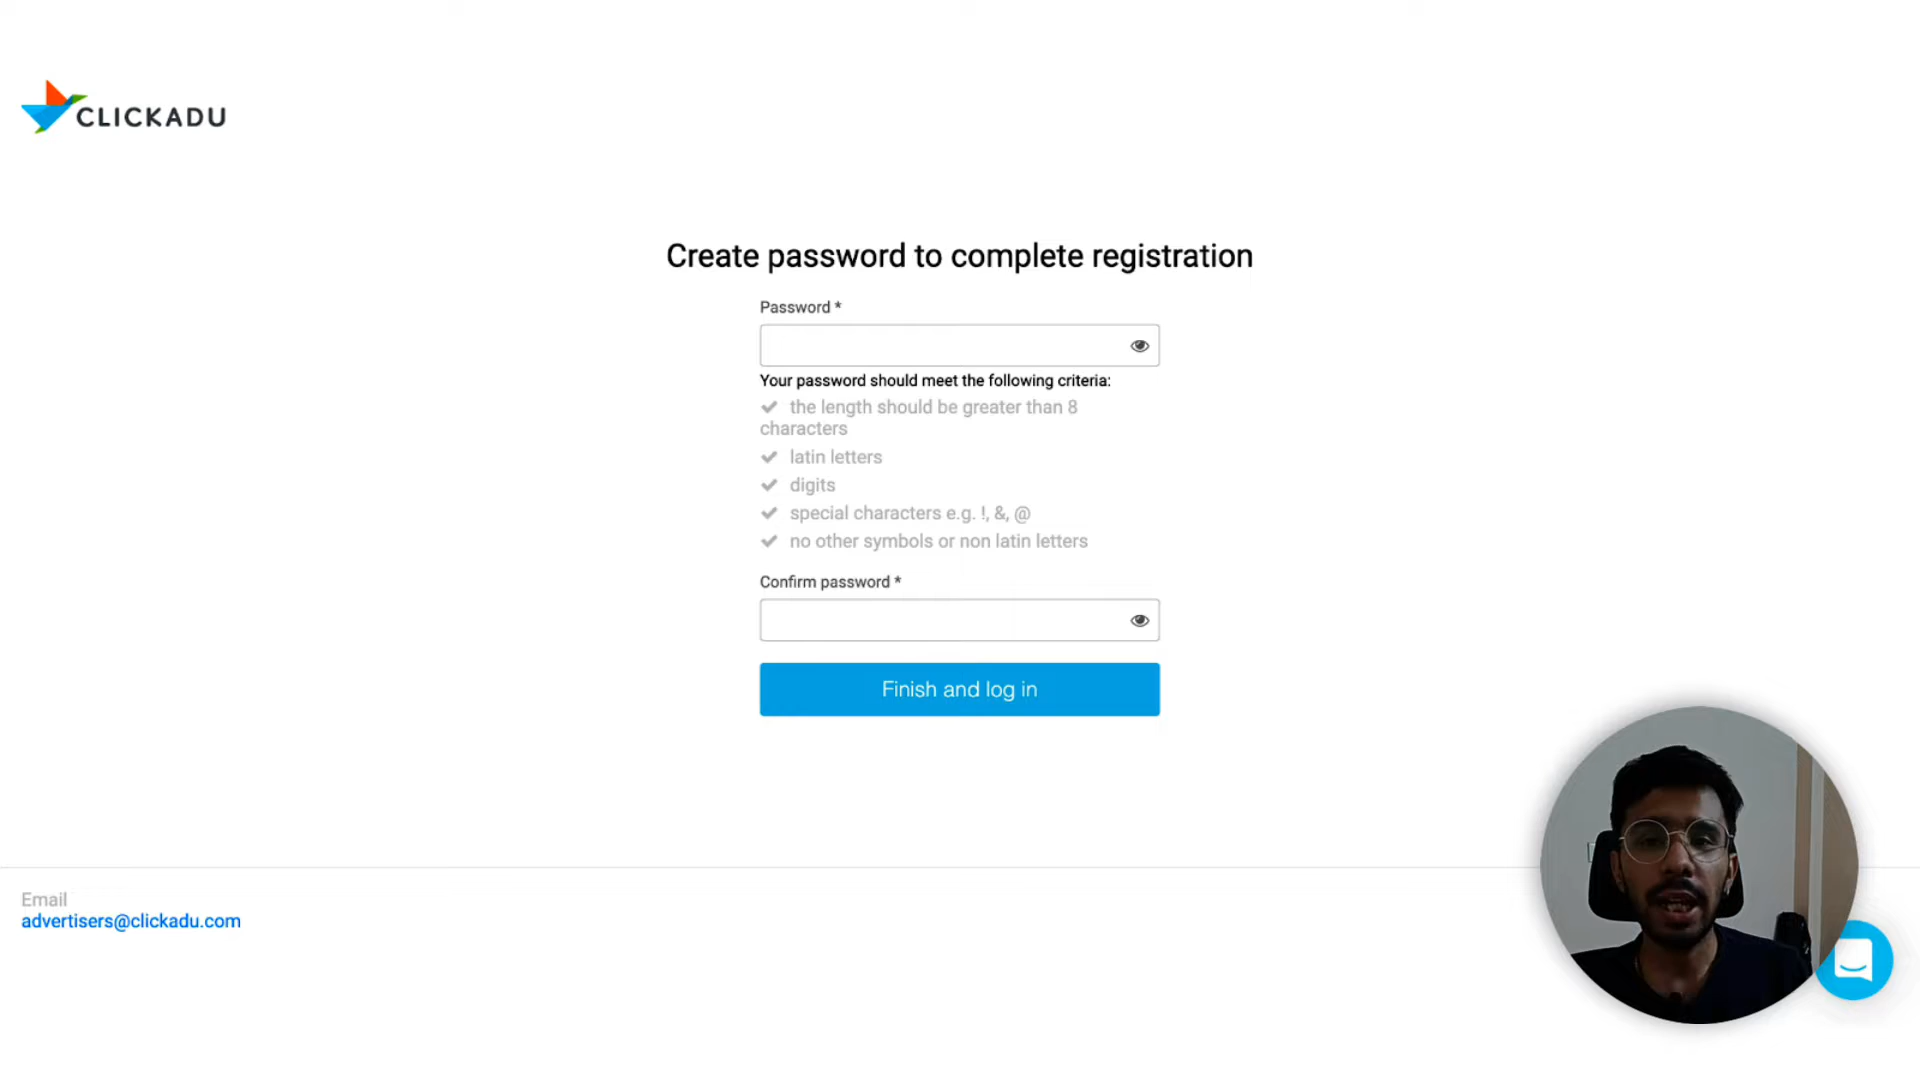 CLICKADU
Create password to complete registration
Password *
Your password should meet the following criteria:
the length should be greater than 8
characters
latin letters
digits
special characters e.g. !, &, @
no other symbols or non latin letters
Confirm password *
Finish and log in
Email
advertisers@clickadu.com